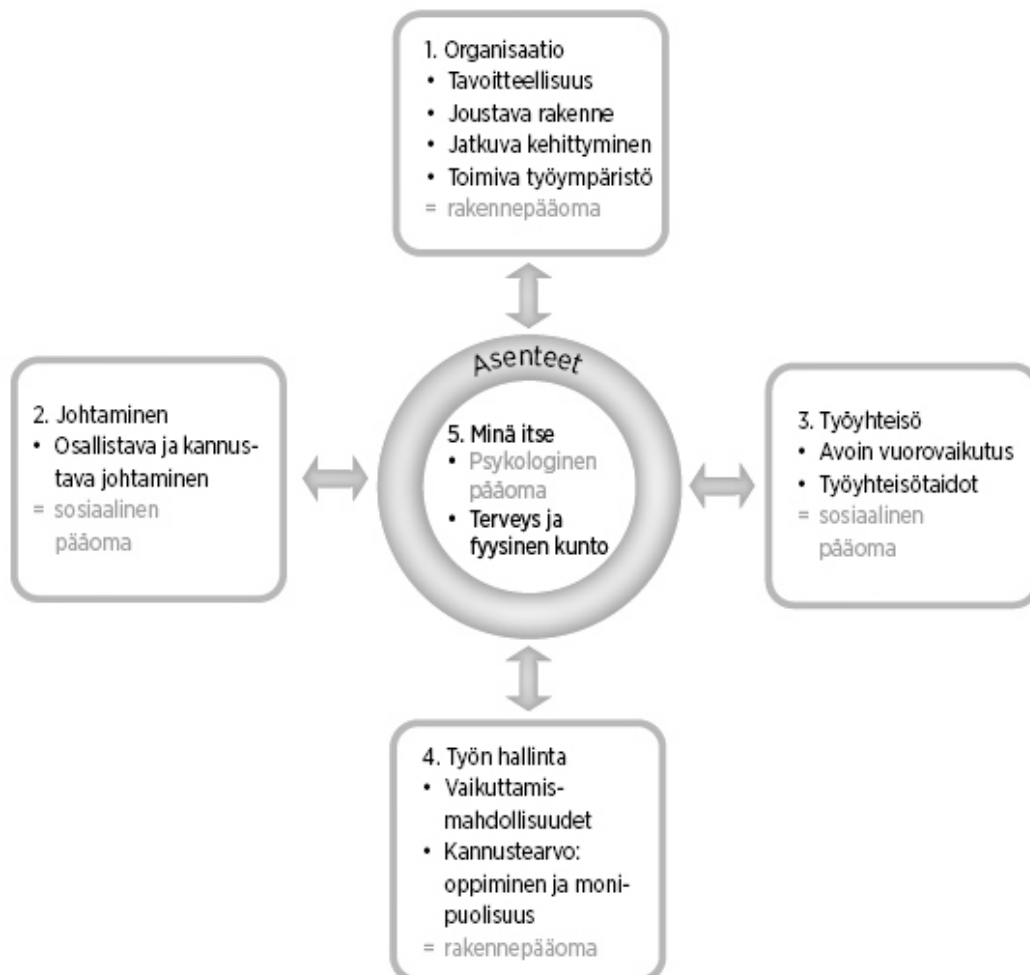 1. Organisaatio
• Tavoitteellisuus
• Joustava rakenne
• Jatkuva kehittyminen
• Toimiva työympäristö
= rakennepääoma
Asenteet
2. Johtaminen
• Osallistava ja kannus-
tava johtaminen
= sosiaalinen
pääoma
5. Minä itse
• Psykologinen
pääoma
• Terveys ja
fyysinen kunto
3. Työyhteisö
• Avoin vuorovaikutus
• Työyhteisötaidot
= sosiaalinen
pääoma
4. Työn hallinta
• Vaikuttamis-
mahdollisuudet
• Kannustearvo:
oppiminen ja moni-
puolisuus
= rakennepääoma